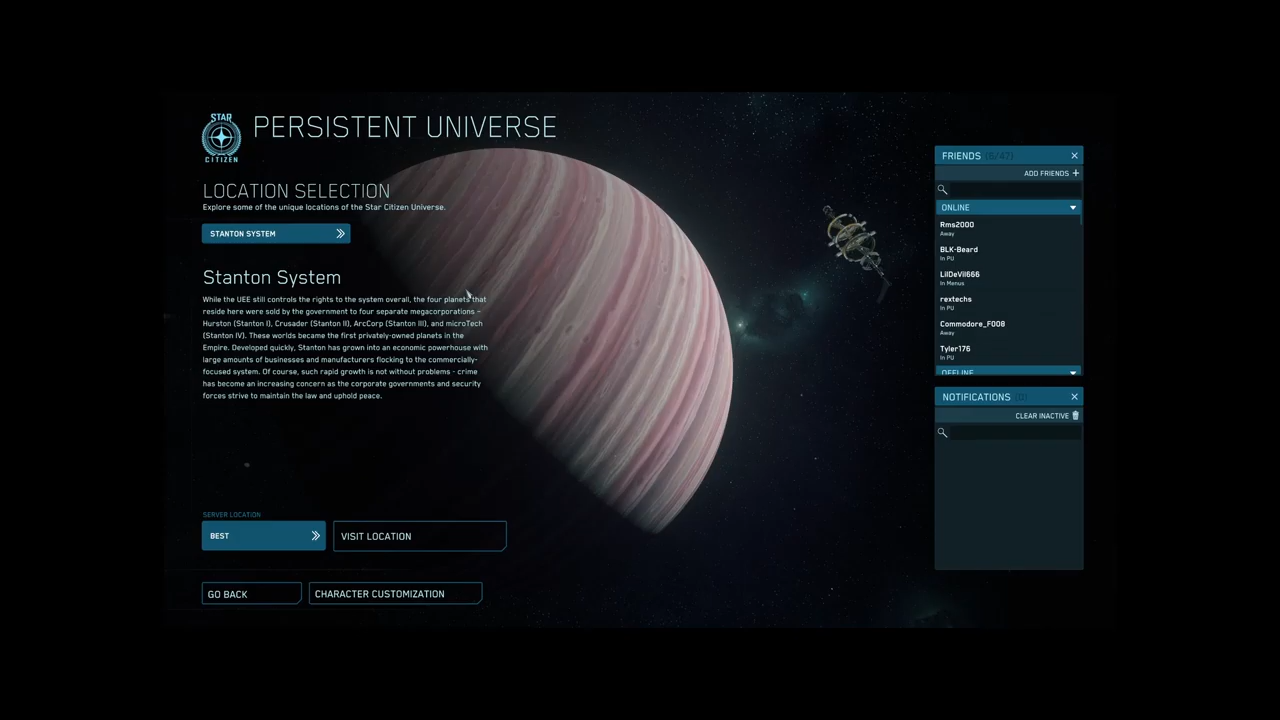 STAR
CITIZEN
PERSISTENT UNIVERSE
LOCATION SELECTION
Explore some of the unique locations of the Star Citizen Universe.
STANTON SYSTEM
Stanton System
While the UEE still controls the rights to the system overall, the four planets that
reside here were sold by the government to four separate megacorporations –
Hurston (Stanton I), Crusader (Stanton II), ArcCorp (Stanton III), and microTech
(Stanton IV). These worlds became the first privately-owned planets in the
Empire. Developed quickly, Stanton has grown into an economic powerhouse with
large amounts of businesses and manufacturers flocking to the commercially-
focused system. Of course, such rapid growth is not without problems - crime
has become an increasing concern as the corporate governments and security
forces strive to maintain the law and uphold peace.
SERVER LOCATION
BEST
VISIT LOCATION
GO BACK
CHARACTER CUSTOMIZATION
FRIENDS
ADD FRIENDS +
ONLINE
Rms2000
Away
BLK-Beard
In PU
LilDeVil666
In Menus
rextechs
In PU
Commodore_F008
Away
Tyler176
In PU
OFFLINE
NOTIFICATIONS (0)
CLEAR INACTIVE